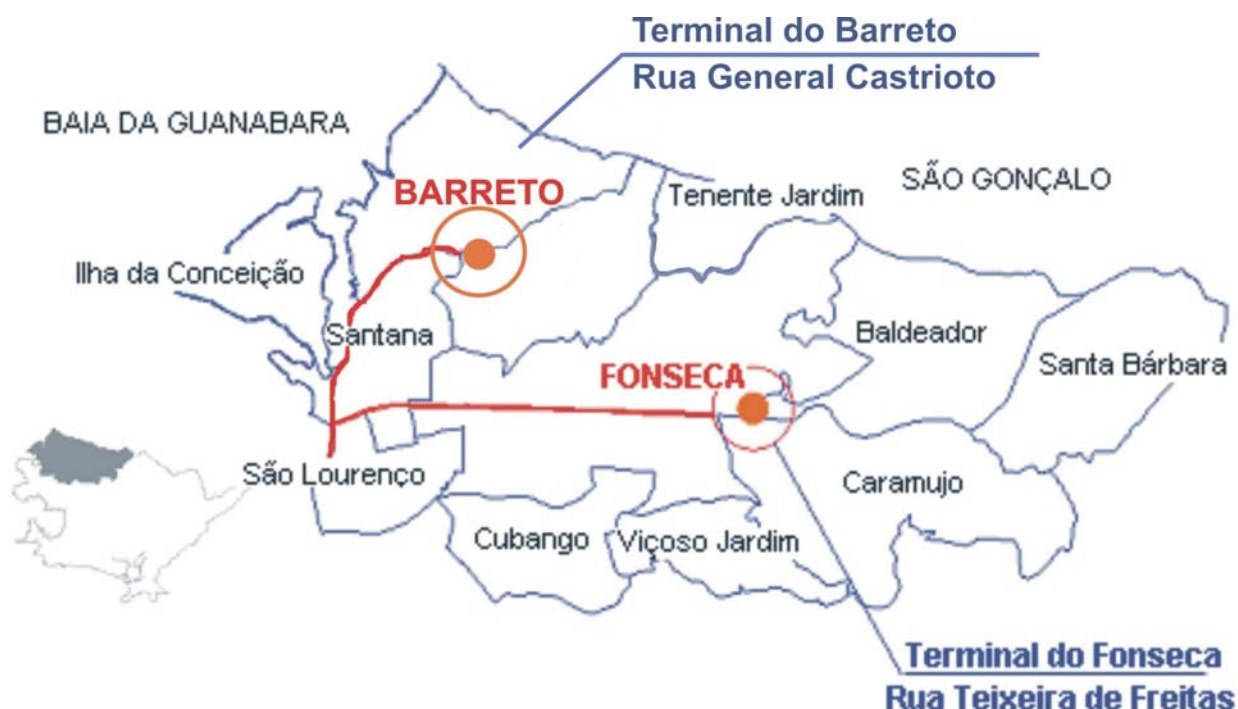 Terminal do Barreto
Rua General Castrioto
BAIA DA GUANABARA
SÃO GONÇALO
BARRETO
Tenente Jardim
Ilha da Conceição
Santana
Baldeador
Santa Bárbara
FONSECA
São Lourenço
Caramujo
Cubango
Viçoso Jardim
Terminal do Fonseca
Rua Teixeira de Freitas